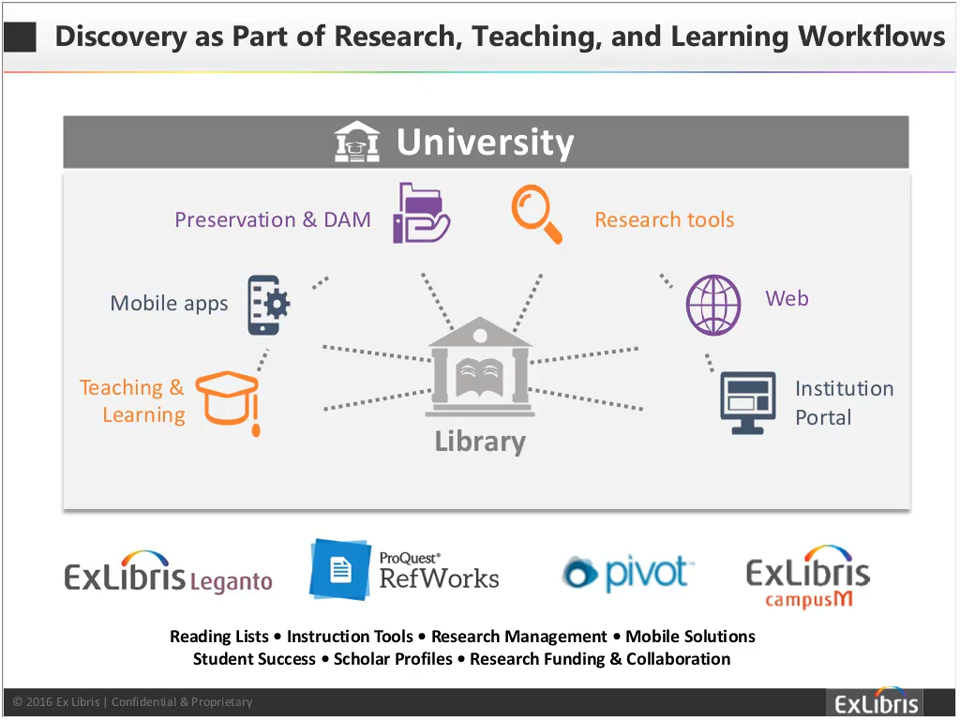 Discovery as Part of Research, Teaching, and Learning Workflows
University
Preservation & DAM
Research tools
Mobile apps
Web
Teaching &
Learning
Institution
Portal
Library
ExLibris Leganto
ProQuest®
RefWorks
pivot™
ExLibris
campusM
Reading Lists • Instruction Tools • Research Management • Mobile Solutions
Student Success • Scholar Profiles • Research Funding & Collaboration
© 2016 Ex Libris | Confidential & Proprietary
ExLibris